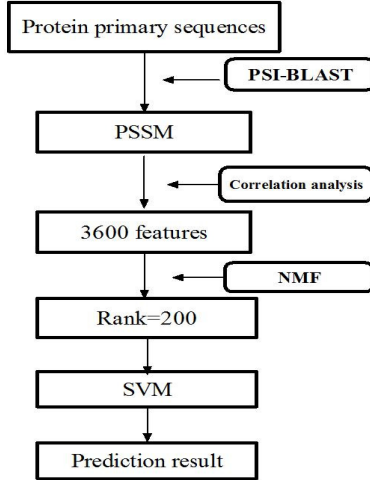 Protein primary sequences
PSI-BLAST
PSSM
Correlation analysis
3600 features
NMF
Rank=200
SVM
Prediction result